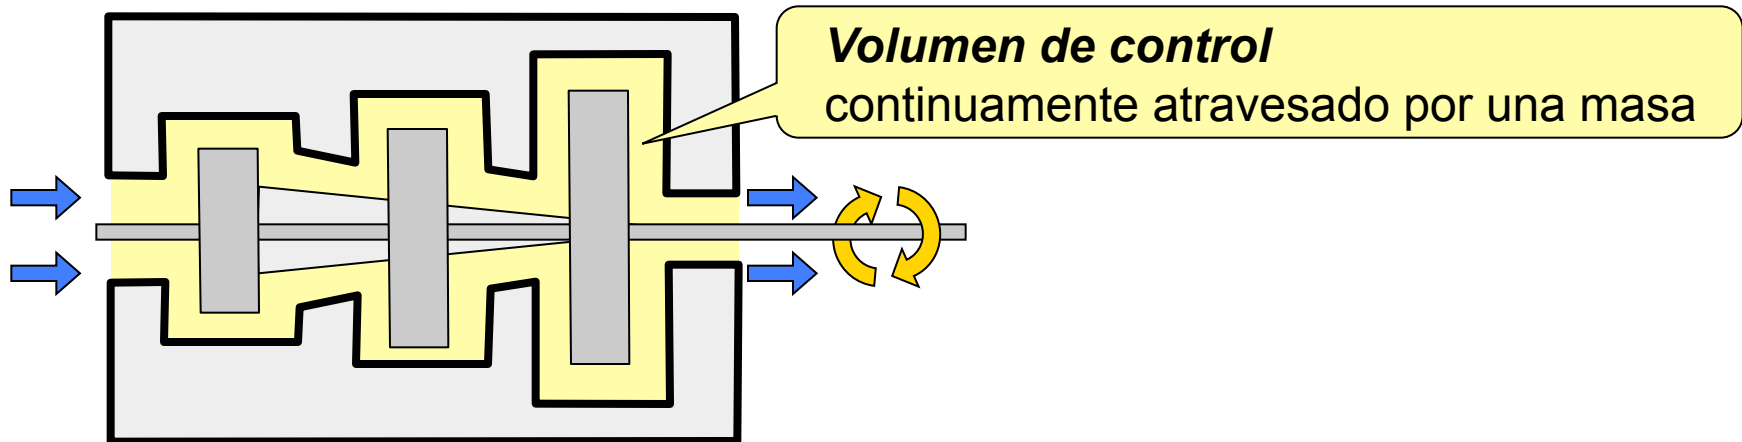 Volumen de control
continuamente atravesado por una masa